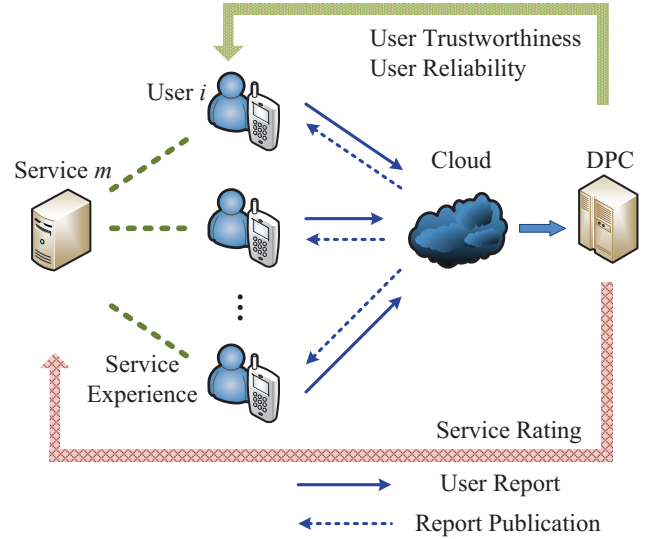 User Trustworthiness
User Reliability
User i
Cloud
DPC
Service m
Service
Experience
Service Rating
User Report
Report Publication